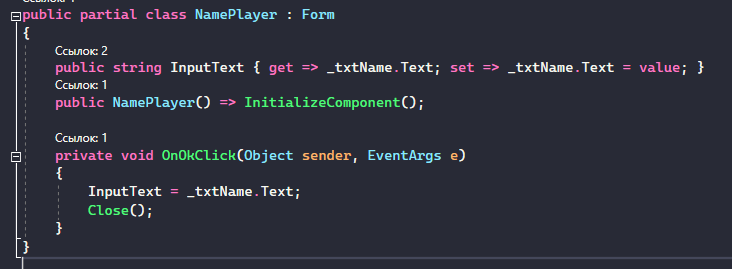 public partial class NamePlayer : Form
{
Ссылок: 2
public string InputText { get => _txtName.Text; set => _txtName.Text = value; }
Ссылок: 1
public NamePlayer() => InitializeComponent();
Ссылок: 1
private void OnOkClick(Object sender, EventArgs e)
{
InputText = _txtName.Text;
Close();
}
}